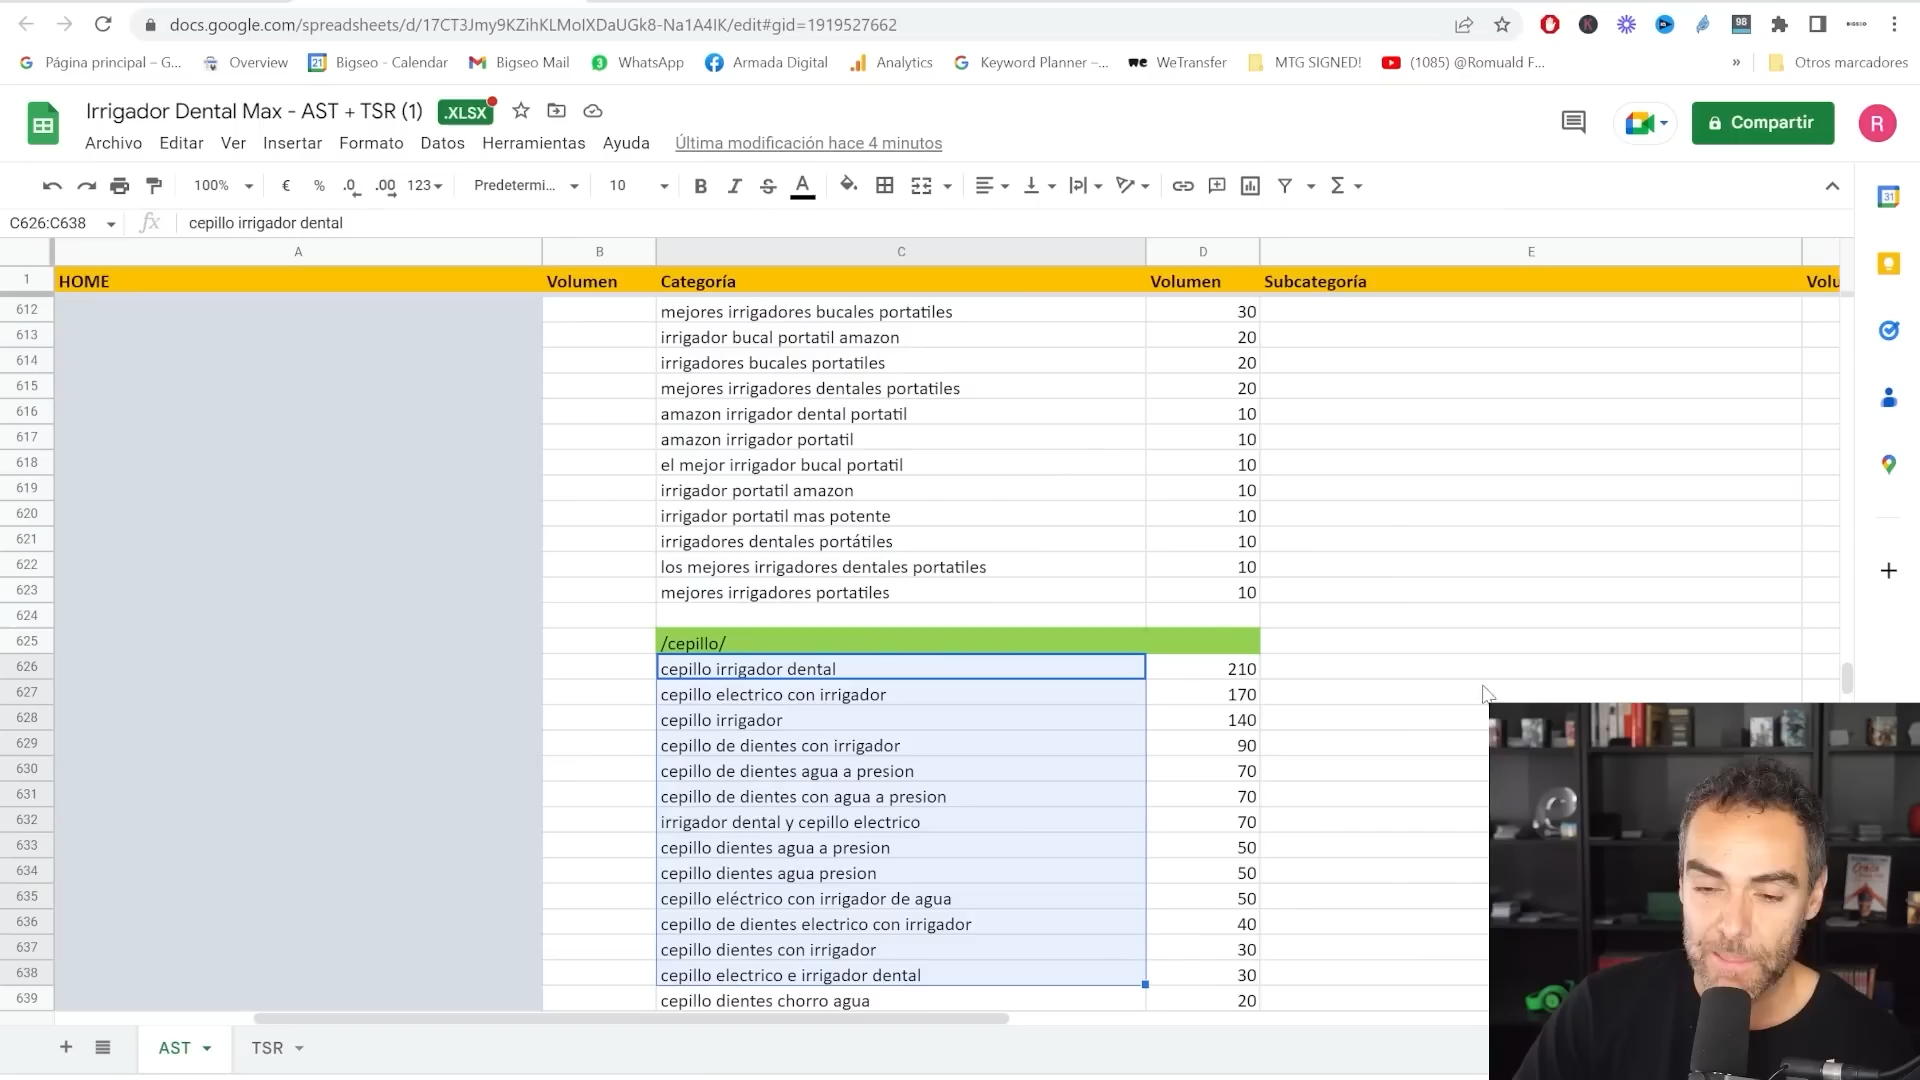 docs.google.com/spreadsheets/d/17CT3Jmy9KZihKLMoIXDaUGk8-Na1A4IK/edit#gid=1919527662
98
Página principal – G...
Overview
21
Bigseo - Calendar
Bigseo Mail
3
WhatsApp
Armada Digital
Analytics
Keyword Planner –...
we WeTransfer
MTG SIGNED!
(1085) @Romuald F...
»
Otros marcadores
Irrigador Dental Max - AST + TSR (1)
.XLSX
Archivo Editar Ver Insertar Formato Datos Herramientas Ayuda
Última modificación hace 4 minutos
Compartir
R
100% € % .0 .00 123 Predetermi... 10 B I S A Σ
31
C626:C638 fx cepillo irrigador dental
A B C D E
1 HOME Volumen Categoría Volumen Subcategoría Volu
612 mejores irrigadores bucales portatiles 30
613 irrigador bucal portatil amazon 20
614 irrigadores bucales portatiles 20
615 mejores irrigadores dentales portatiles 20
616 amazon irrigador dental portatil 10
617 amazon irrigador portatil 10
618 el mejor irrigador bucal portatil 10
619 irrigador portatil amazon 10
620 irrigador portatil mas potente 10
621 irrigadores dentales portátiles 10
622 los mejores irrigadores dentales portatiles 10
623 mejores irrigadores portatiles 10
624
625 /cepillo/
626 cepillo irrigador dental 210
627 cepillo electrico con irrigador 170
628 cepillo irrigador 140
629 cepillo de dientes con irrigador 90
630 cepillo de dientes agua a presion 70
631 cepillo de dientes con agua a presion 70
632 irrigador dental y cepillo electrico 70
633 cepillo dientes agua a presion 50
634 cepillo dientes agua presion 50
635 cepillo eléctrico con irrigador de agua 50
636 cepillo de dientes electrico con irrigador 40
637 cepillo dientes con irrigador 30
638 cepillo electrico e irrigador dental 30
639 cepillo dientes chorro agua 20
AST TSR